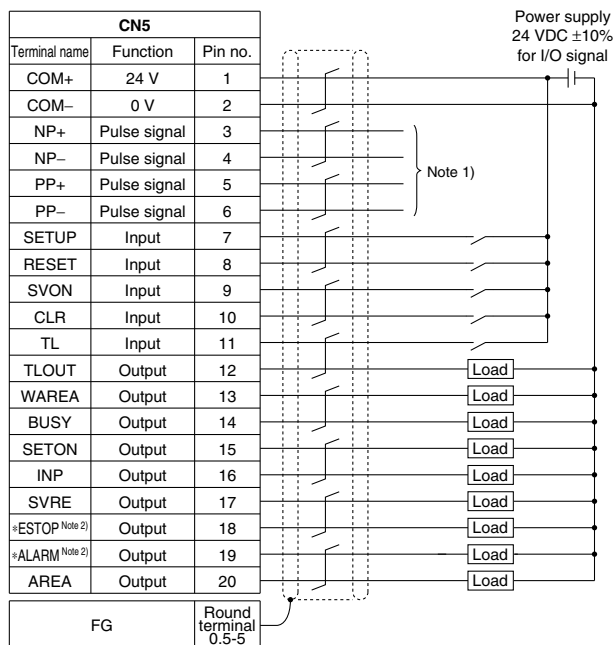 Power supply
24 VDC ±10%
for I/O signal
CN5
Terminal name Function Pin no.
COM+ 24 V 1
COM− 0 V 2
NP+ Pulse signal 3
NP− Pulse signal 4
PP+ Pulse signal 5
PP− Pulse signal 6
Note 1)
SETUP Input 7
RESET Input 8
SVON Input 9
CLR Input 10
TL Input 11
TLOUT Output 12 Load
WAREA Output 13 Load
BUSY Output 14 Load
SETON Output 15 Load
INP Output 16 Load
SVRE Output 17 Load
*ESTOP Note 2) Output 18 Load
*ALARM Note 2) Output 19 Load
AREA Output 20 Load
FG Round
terminal
0.5-5